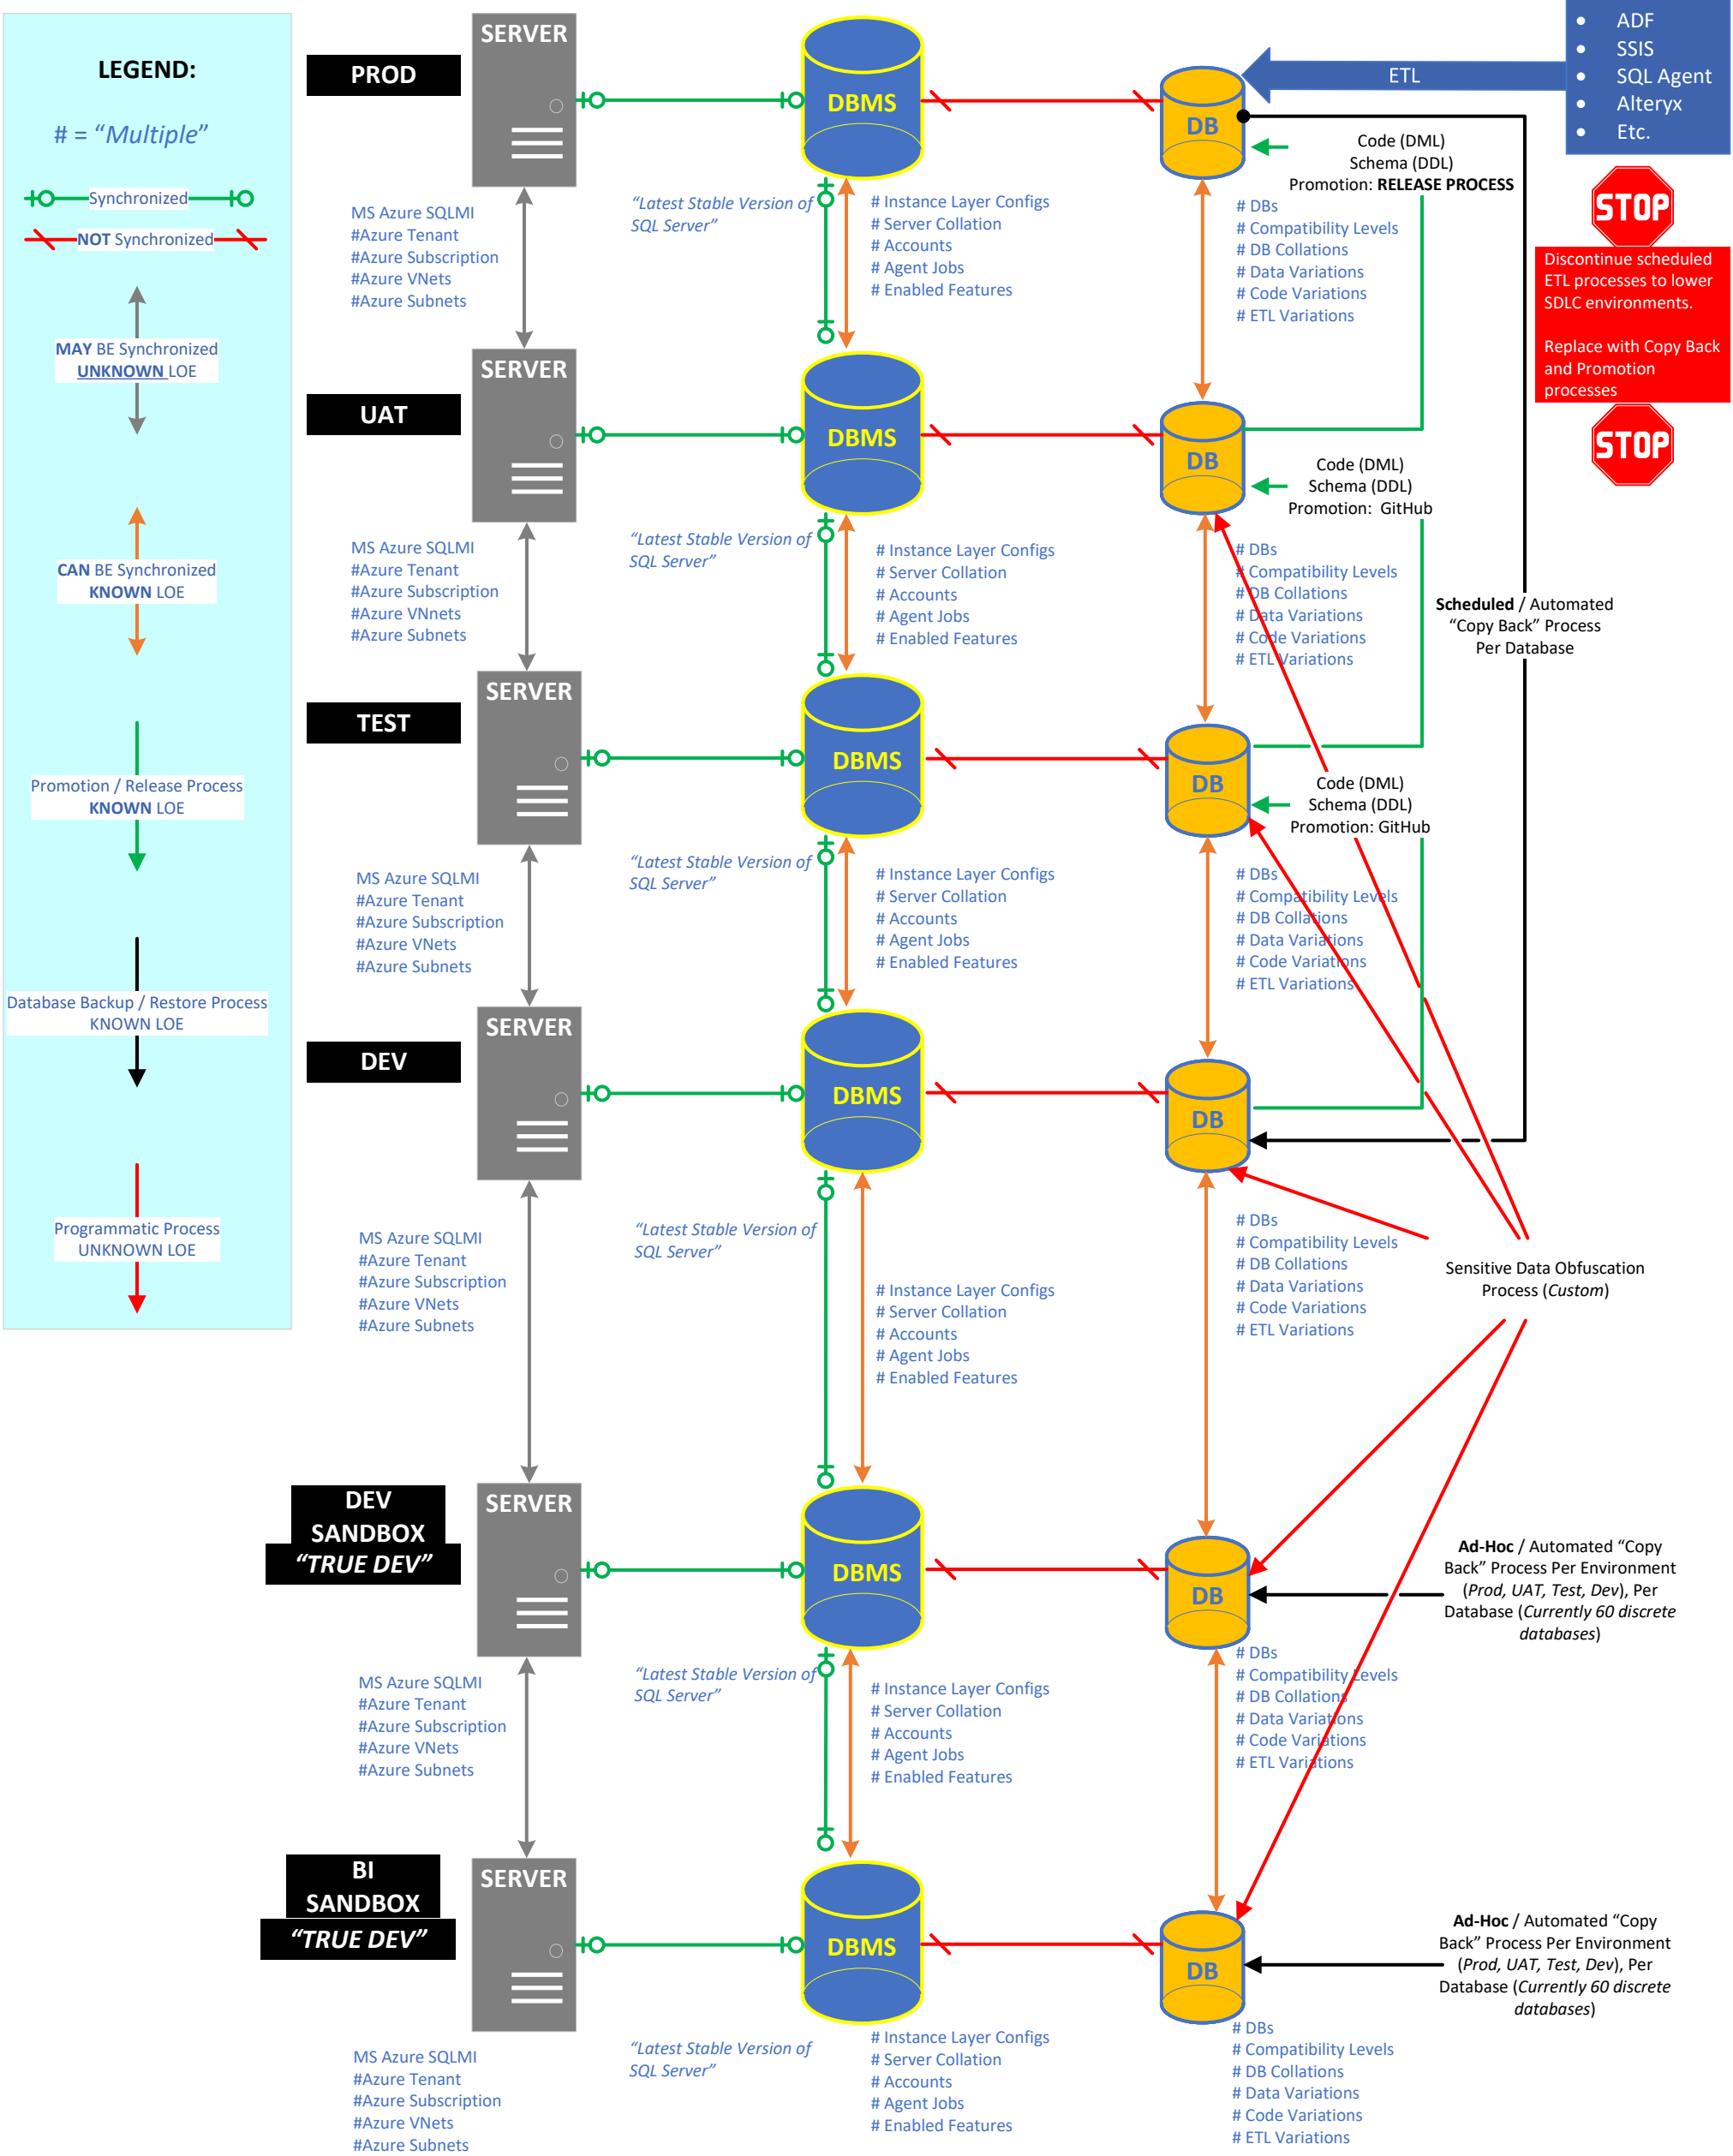 LEGEND:
# = “Multiple”
Synchronized
NOT Synchronized
MAY BE Synchronized
UNKNOWN LOE
CAN BE Synchronized
KNOWN LOE
Promotion / Release Process
KNOWN LOE
Database Backup / Restore Process
KNOWN LOE
Programmatic Process
UNKNOWN LOE
PROD
SERVER
DBMS
DB
ETL
• ADF
• SSIS
• SQL Agent
• Alteryx
• Etc.
Code (DML)
Schema (DDL)
Promotion: RELEASE PROCESS
MS Azure SQLMI
#Azure Tenant
#Azure Subscription
#Azure VNets
#Azure Subnets
“Latest Stable Version of
SQL Server”
# Instance Layer Configs
# Server Collation
# Accounts
# Agent Jobs
# Enabled Features
# DBs
# Compatibility Levels
# DB Collations
# Data Variations
# Code Variations
# ETL Variations
STOP
Discontinue scheduled
ETL processes to lower
SDLC environments.
Replace with Copy Back
and Promotion
processes
STOP
UAT
SERVER
DBMS
DB
Code (DML)
Schema (DDL)
Promotion: GitHub
MS Azure SQLMI
#Azure Tenant
#Azure Subscription
#Azure VNnets
#Azure Subnets
“Latest Stable Version of
SQL Server”
# Instance Layer Configs
# Server Collation
# Accounts
# Agent Jobs
# Enabled Features
# DBs
# Compatibility Levels
# DB Collations
# Data Variations
# Code Variations
# ETL Variations
Scheduled / Automated
“Copy Back” Process
Per Database
TEST
SERVER
DBMS
DB
Code (DML)
Schema (DDL)
Promotion: GitHub
MS Azure SQLMI
#Azure Tenant
#Azure Subscription
#Azure VNets
#Azure Subnets
“Latest Stable Version of
SQL Server”
# Instance Layer Configs
# Server Collation
# Accounts
# Agent Jobs
# Enabled Features
# DBs
# Compatibility Levels
# DB Collations
# Data Variations
# Code Variations
# ETL Variations
DEV
SERVER
DBMS
DB
MS Azure SQLMI
#Azure Tenant
#Azure Subscription
#Azure VNets
#Azure Subnets
“Latest Stable Version of
SQL Server”
# Instance Layer Configs
# Server Collation
# Accounts
# Agent Jobs
# Enabled Features
# DBs
# Compatibility Levels
# DB Collations
# Data Variations
# Code Variations
# ETL Variations
Sensitive Data Obfuscation
Process (Custom)
DEV
SANDBOX
“TRUE DEV”
SERVER
DBMS
DB
Ad-Hoc / Automated “Copy
Back” Process Per Environment
(Prod, UAT, Test, Dev), Per
Database (Currently 60 discrete
databases)
MS Azure SQLMI
#Azure Tenant
#Azure Subscription
#Azure VNets
#Azure Subnets
“Latest Stable Version of
SQL Server”
# Instance Layer Configs
# Server Collation
# Accounts
# Agent Jobs
# Enabled Features
# DBs
# Compatibility Levels
# DB Collations
# Data Variations
# Code Variations
# ETL Variations
BI
SANDBOX
“TRUE DEV”
SERVER
DBMS
DB
Ad-Hoc / Automated “Copy
Back” Process Per Environment
(Prod, UAT, Test, Dev), Per
Database (Currently 60 discrete
databases)
MS Azure SQLMI
#Azure Tenant
#Azure Subscription
#Azure VNets
#Azure Subnets
“Latest Stable Version of
SQL Server”
# Instance Layer Configs
# Server Collation
# Accounts
# Agent Jobs
# Enabled Features
# DBs
# Compatibility Levels
# DB Collations
# Data Variations
# Code Variations
# ETL Variations